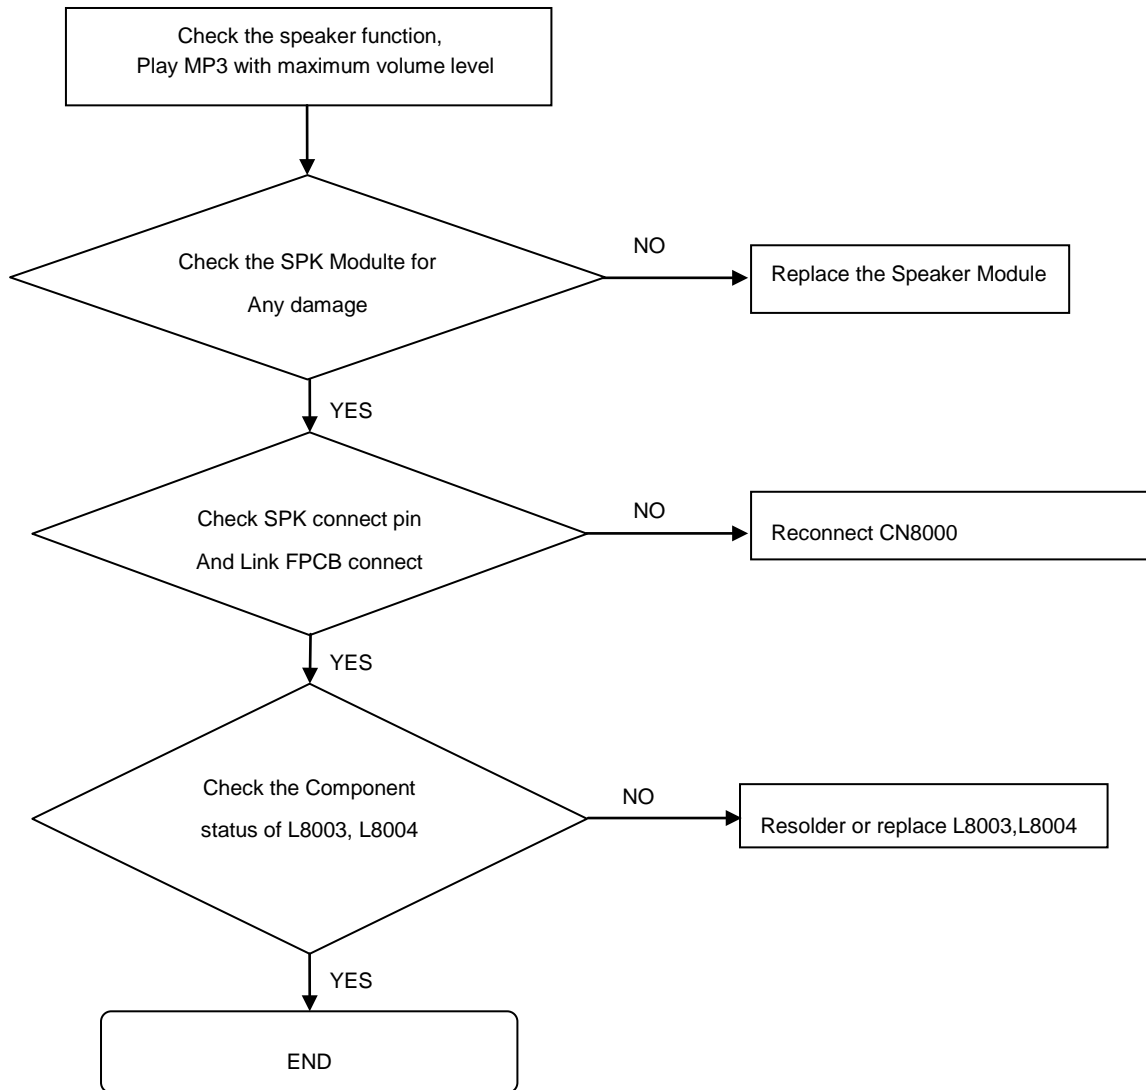 Check the speaker function,
Play MP3 with maximum volume level
Check the SPK Modulte for
Any damage
NO
Replace the Speaker Module
YES
Check SPK connect pin
And Link FPCB connect
NO
Reconnect CN8000
YES
Check the Component
status of L8003, L8004
NO
Resolder or replace L8003,L8004
YES
END